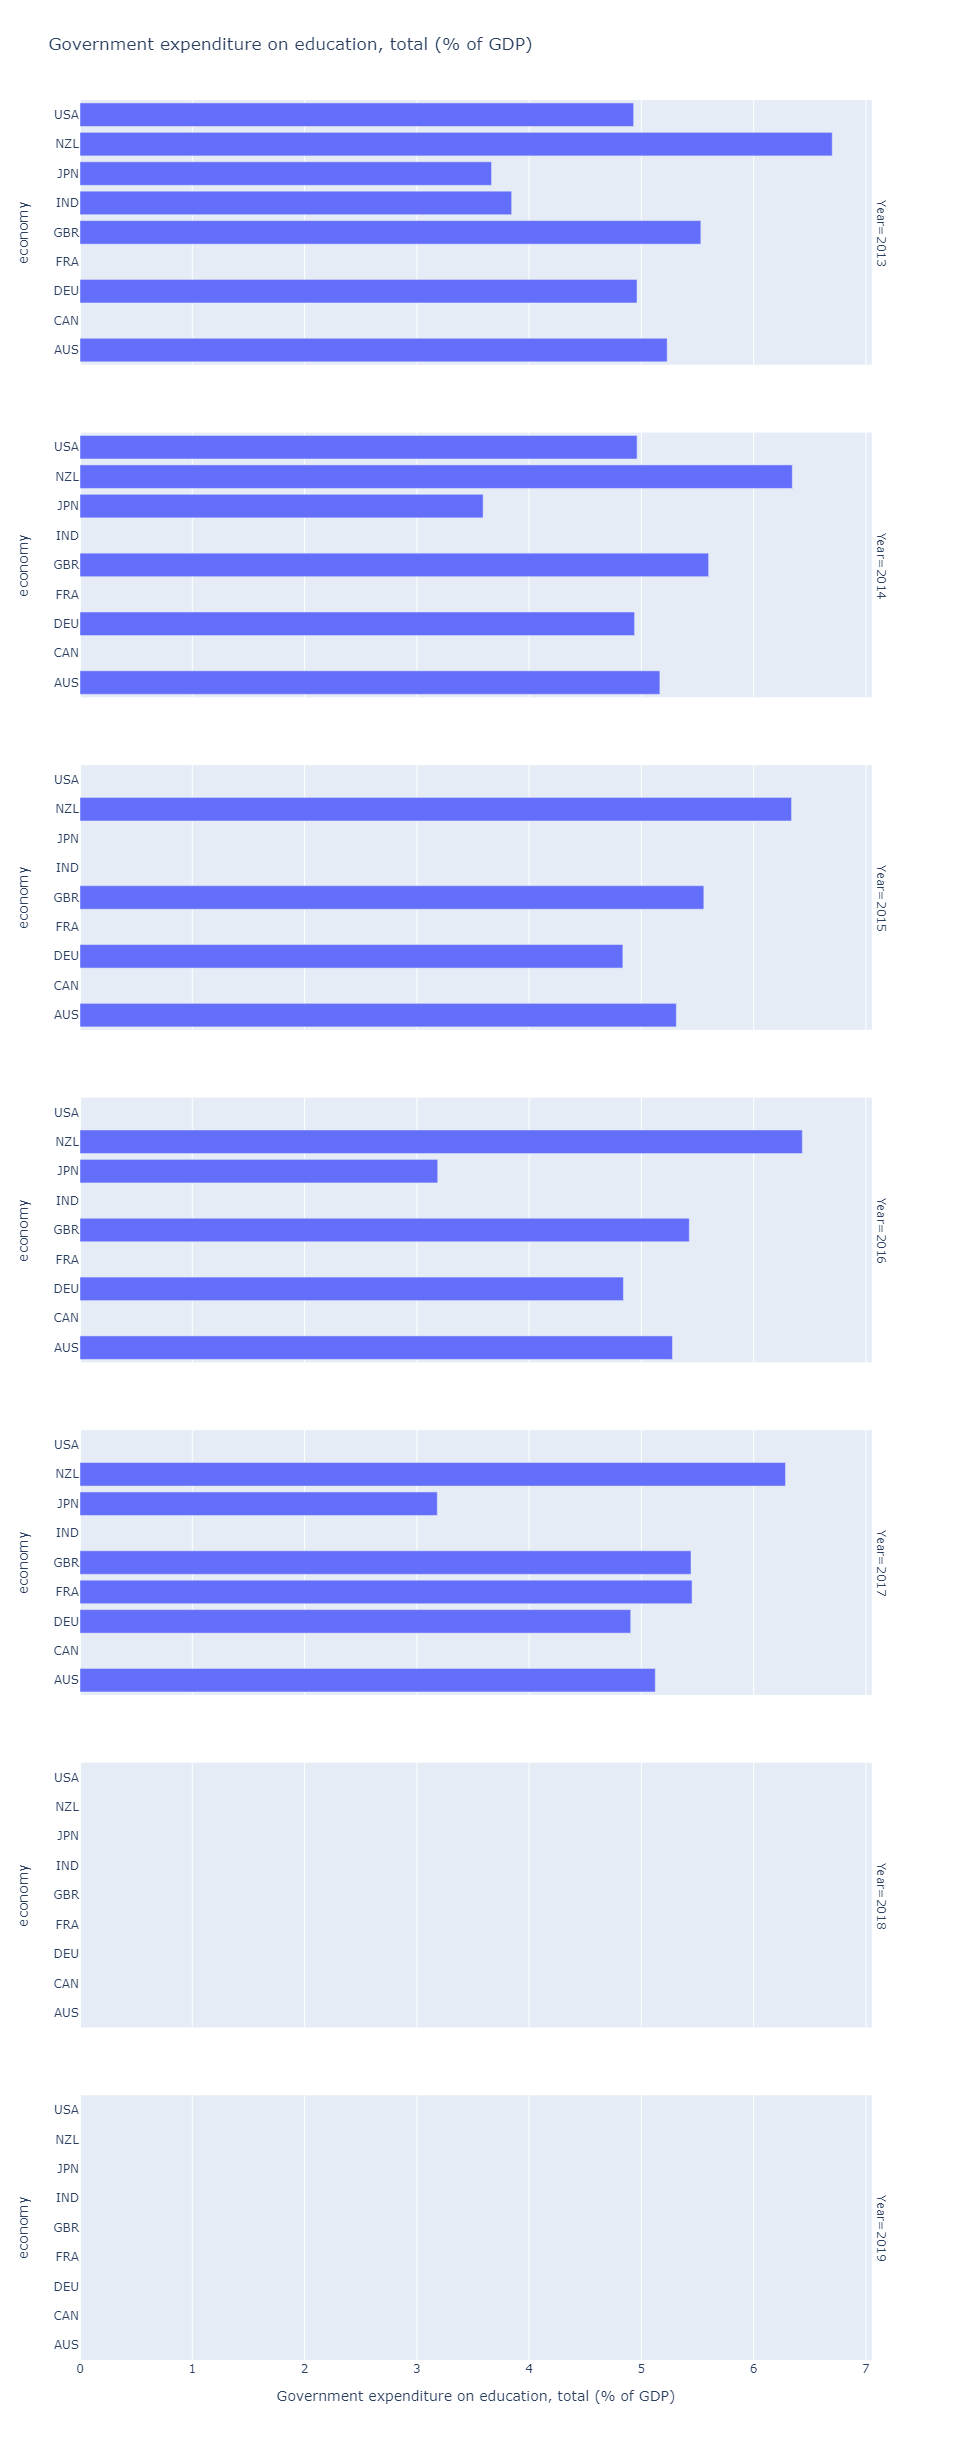 Government expenditure on education, total (% of GDP)
USA
NZL
JPN
IND
GBR
FRA
DEU
CAN
AUS
economy
Year=2013
USA
NZL
JPN
IND
GBR
FRA
DEU
CAN
AUS
economy
Year=2014
USA
NZL
JPN
IND
GBR
FRA
DEU
CAN
AUS
economy
Year=2015
USA
NZL
JPN
IND
GBR
FRA
DEU
CAN
AUS
economy
Year=2016
USA
NZL
JPN
IND
GBR
FRA
DEU
CAN
AUS
economy
Year=2017
USA
NZL
JPN
IND
GBR
FRA
DEU
CAN
AUS
economy
Year=2018
USA
NZL
JPN
IND
GBR
FRA
DEU
CAN
AUS
economy
Year=2019
0 1 2 3 4 5 6 7
Government expenditure on education, total (% of GDP)